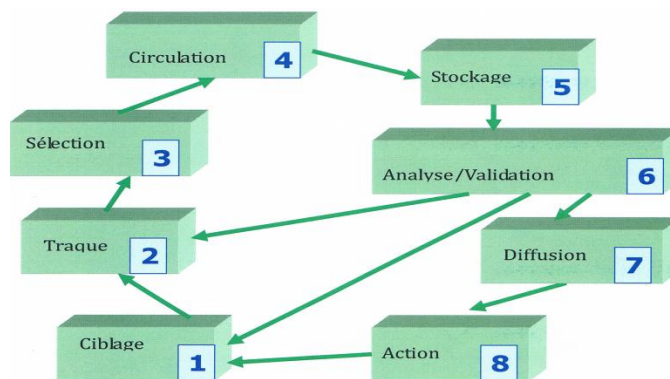 Circulation
4
Stockage
5
Sélection
3
Analyse/Validation
6
Traque
2
Diffusion
7
Ciblage
1
Action
8